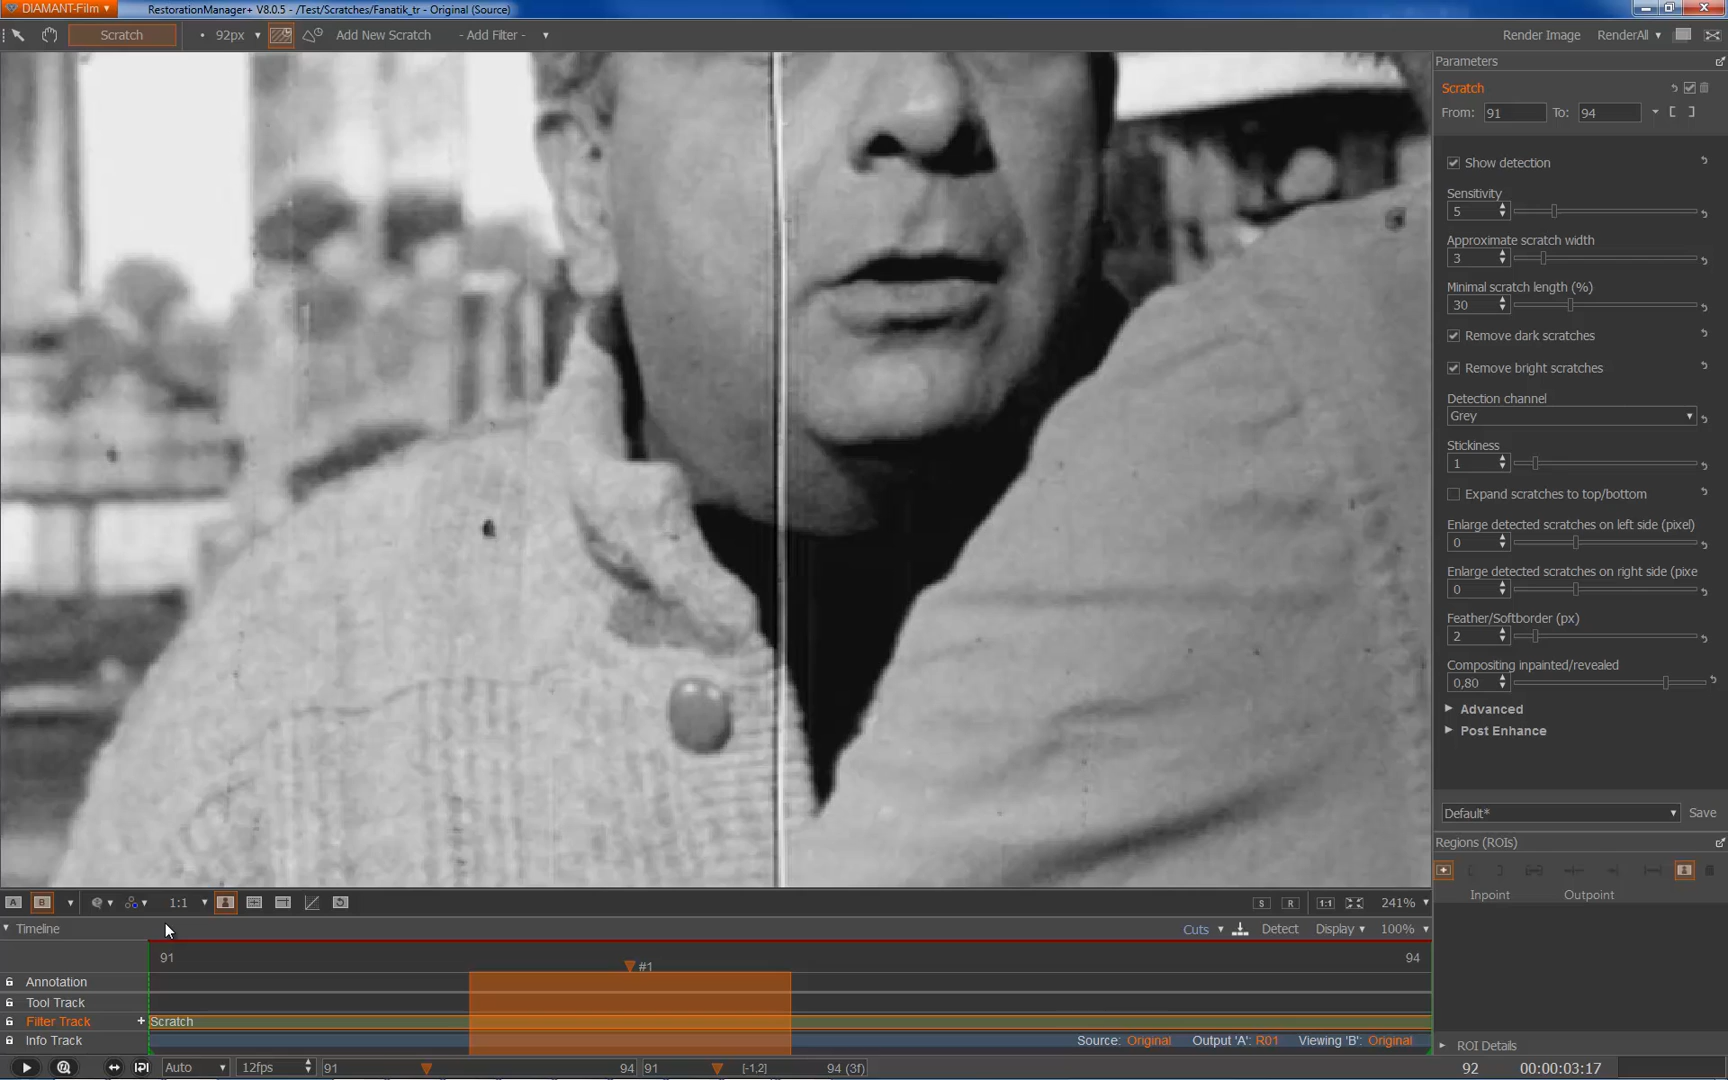 DIAMANT-Film RestorationManager+ V8.0.5 - /Test/Scratches/Fanatik_tr - Original (Source)
Scratch 92px Add New Scratch - Add Filter - Render Image RenderAll
Parameters
Scratch
From: 91 To: 94
Show detection
Sensitivity
5
Approximate scratch width
3
Minimal scratch length (%)
30
Remove dark scratches
Remove bright scratches
Detection channel
Grey
Stickiness
1
Expand scratches to top/bottom
Enlarge detected scratches on left side (pixel)
0
Enlarge detected scratches on right side (pixe
0
Feather/Softborder (px)
2
Compositing inpainted/revealed
0,80
Advanced
Post Enhance
Default* Save
Regions (ROIs)
Inpoint Outpoint
A B 1:1 S R 1:1 241%
Timeline Cuts Detect Display 100%
91 #1 94
Annotation
Tool Track
Filter Track + Scratch
Info Track Source: Original Output 'A': R01 Viewing 'B': Original
ROI Details
Auto 12fps 91 94 91 [-1,2] 94 (3f) 92 00:00:03:17